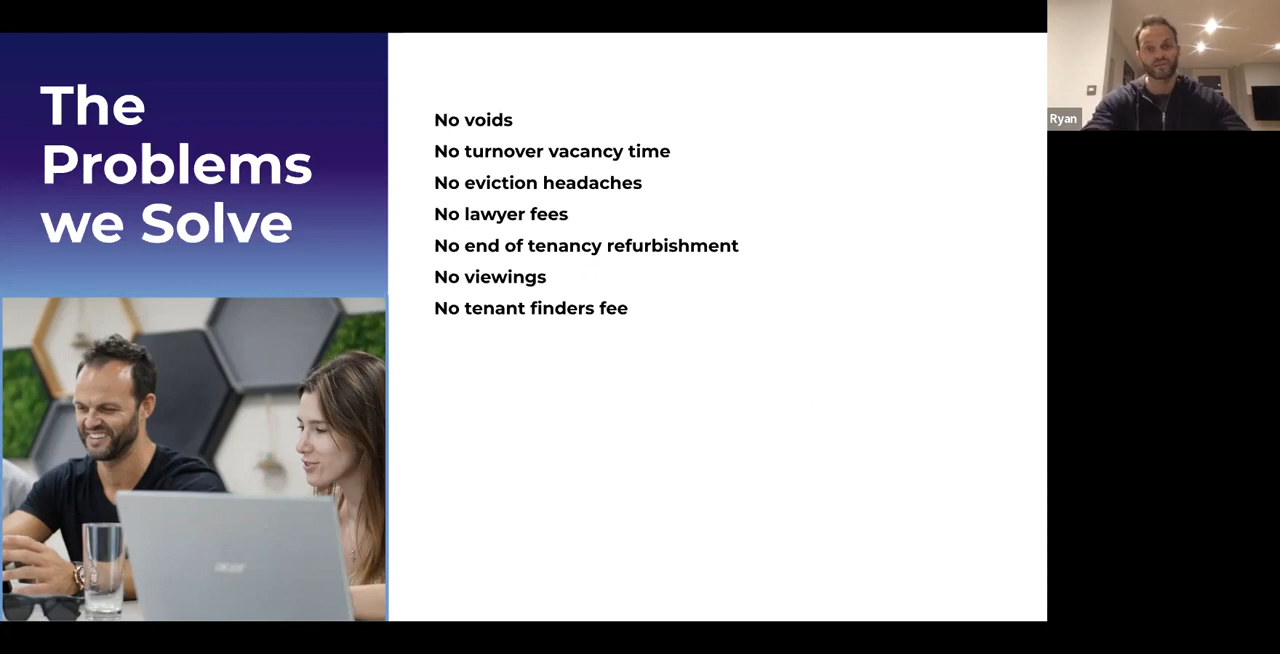 The
Problems
we Solve
No voids
No turnover vacancy time
No eviction headaches
No lawyer fees
No end of tenancy refurbishment
No viewings
No tenant finders fee
Ryan
acer